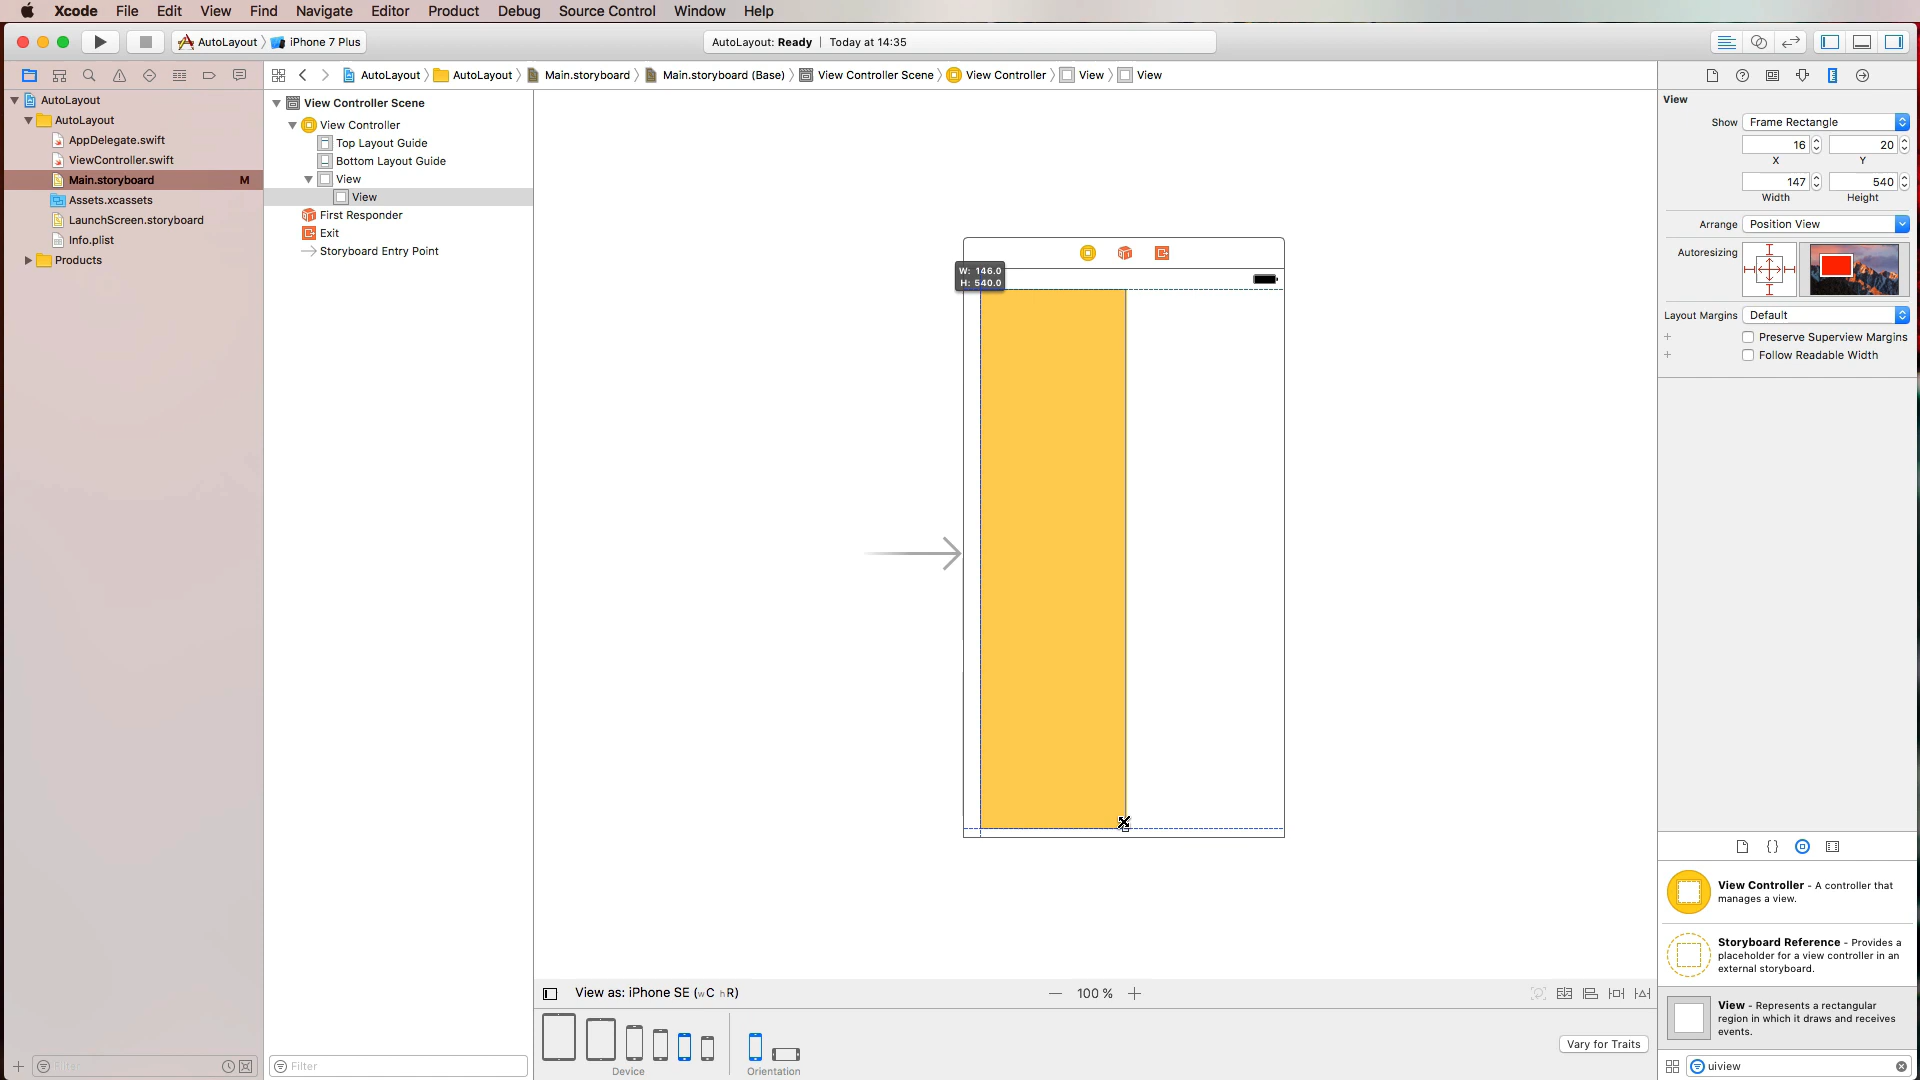 Xcode File Edit View Find Navigate Editor Product Debug Source Control Window Help
AutoLayout iPhone 7 Plus
AutoLayout: Ready | Today at 14:35
AutoLayout AutoLayout Main.storyboard Main.storyboard (Base) View Controller Scene View Controller View View
AutoLayout
AutoLayout
AppDelegate.swift
ViewController.swift
Main.storyboard M
Assets.xcassets
LaunchScreen.storyboard
Info.plist
Products
Filter
View Controller Scene
View Controller
Top Layout Guide
Bottom Layout Guide
View
View
First Responder
Exit
Storyboard Entry Point
Filter
W: 146.0
H: 540.0
View as: iPhone SE (wC hR)
100 %
Device
Orientation
Vary for Traits
View
Show Frame Rectangle
16 20
X Y
147 540
Width Height
Arrange Position View
Autoresizing
Layout Margins Default
Preserve Superview Margins
Follow Readable Width
{}
View Controller - A controller that
manages a view.
Storyboard Reference - Provides a
placeholder for a view controller in an
external storyboard.
View - Represents a rectangular
region in which it draws and receives
events.
uiview